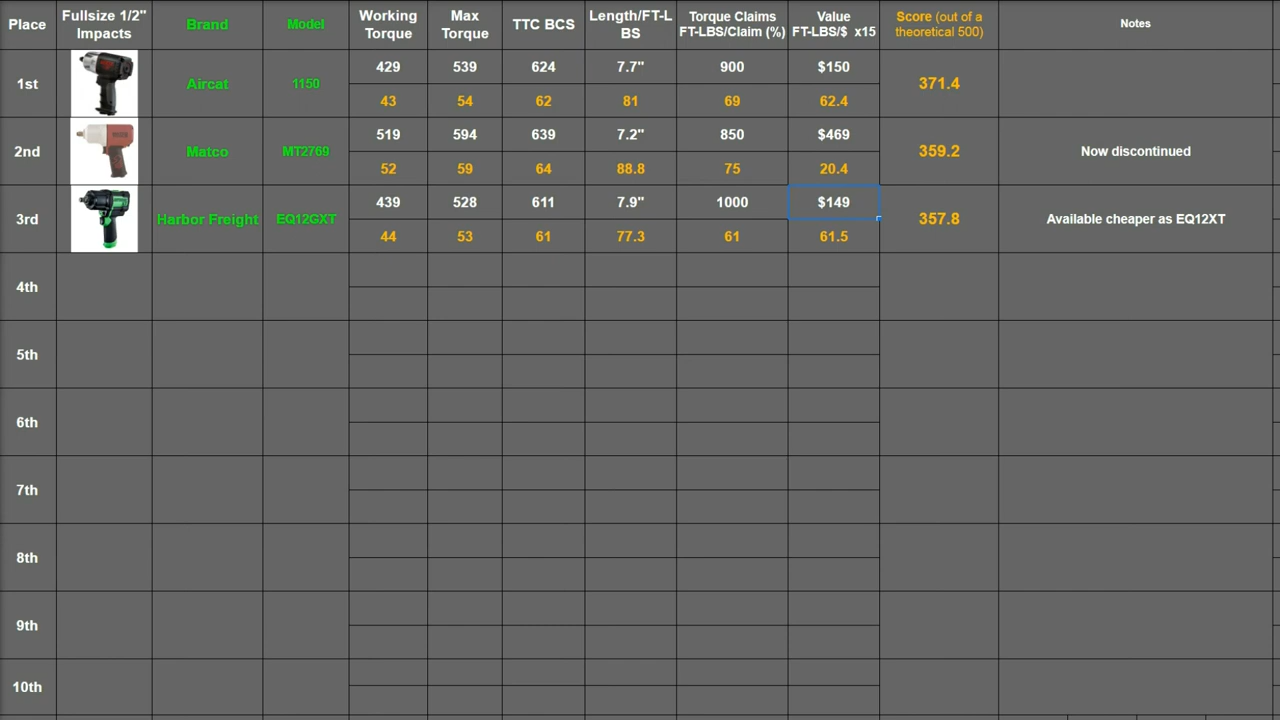 Place Fullsize 1/2" Impacts Brand Model Working Torque Max Torque TTC BCS Length/FT-L BS Torque Claims FT-LBS/Claim (%) Value FT-LBS/$ x15 Score (out of a theoretical 500) Notes
1st Aircat 1150 429 539 624 7.7" 900 $150 371.4
43 54 62 81 69 62.4
2nd Matco MT2769 519 594 639 7.2" 850 $469 359.2 Now discontinued
52 59 64 88.8 75 20.4
3rd Harbor Freight EQ12GXT 439 528 611 7.9" 1000 $149 357.8 Available cheaper as EQ12XT
44 53 61 77.3 61 61.5
4th
5th
6th
7th
8th
9th
10th